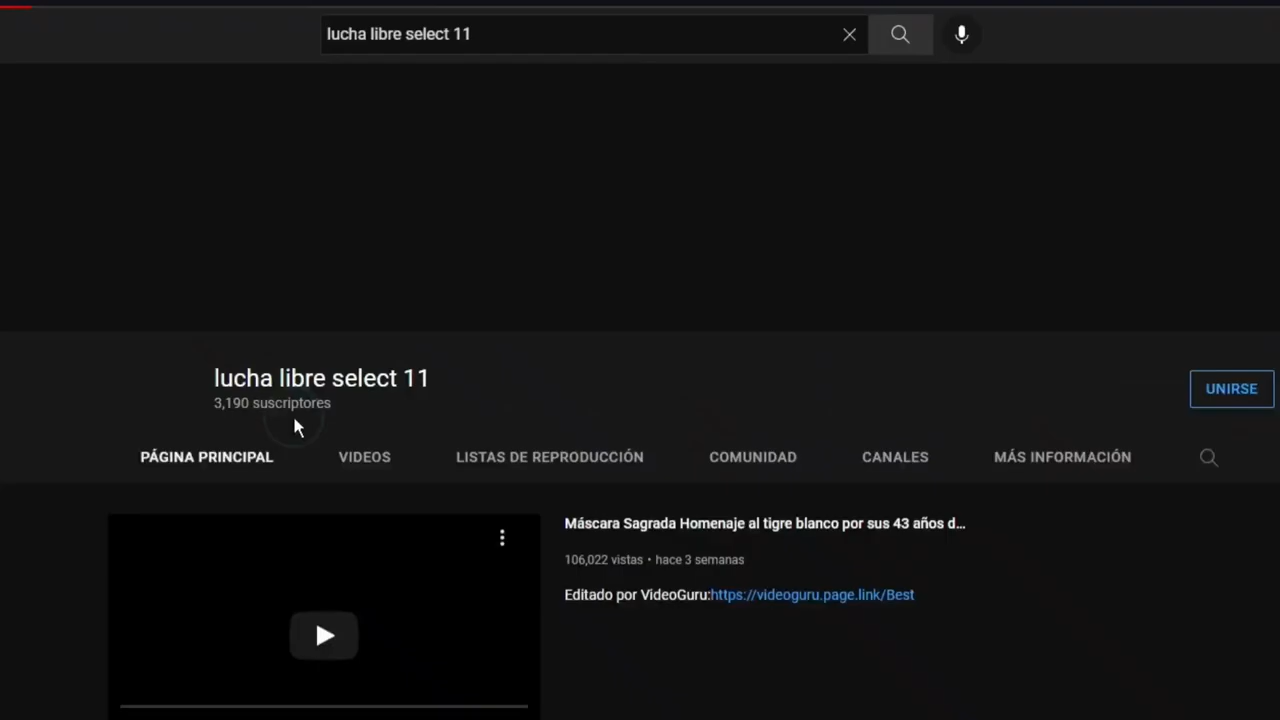 lucha libre select 11
lucha libre select 11
3,190 suscriptores
UNIRSE
PÁGINA PRINCIPAL VIDEOS LISTAS DE REPRODUCCIÓN COMUNIDAD CANALES MÁS INFORMACIÓN
Máscara Sagrada Homenaje al tigre blanco por sus 43 años d...
106,022 vistas • hace 3 semanas
Editado por VideoGuru:https://videoguru.page.link/Best